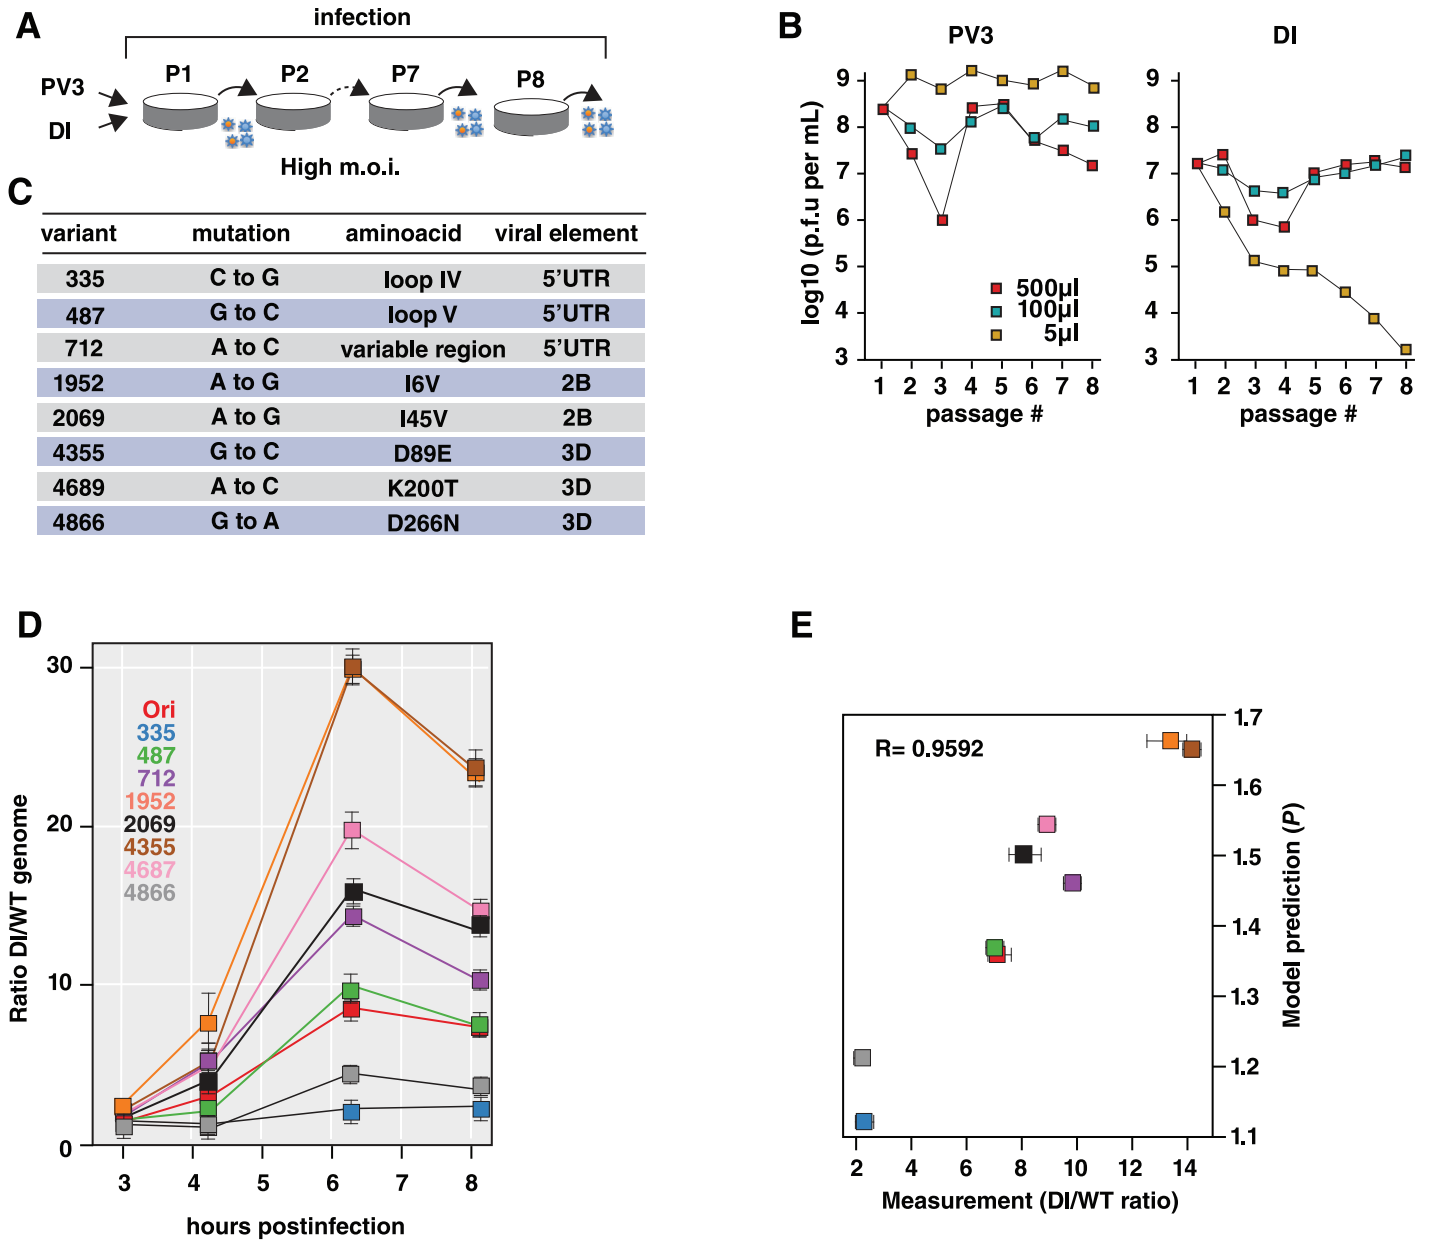 A
infection
PV3
DI
P1
P2
P7
P8
High m.o.i.
B
PV3
DI
log10 (p.f.u per mL)
9
8
7
6
5
4
3
500µl
100µl
5µl
1 2 3 4 5 6 7 8
passage #
9
8
7
6
5
4
3
1 2 3 4 5 6 7 8
passage #
C
variant mutation aminoacid viral element
335 C to G loop IV 5'UTR
487 G to C loop V 5'UTR
712 A to C variable region 5'UTR
1952 A to G I6V 2B
2069 A to G I45V 2B
4355 G to C D89E 3D
4689 A to C K200T 3D
4866 G to A D266N 3D
D
Ratio DI/WT genome
30
20
10
0
Ori
335
487
712
1952
2069
4355
4687
4866
3 4 5 6 7 8
hours postinfection
E
R= 0.9592
1.7
1.6
1.5
1.4
1.3
1.2
1.1
Model prediction (P)
2 4 6 8 10 12 14
Measurement (DI/WT ratio)